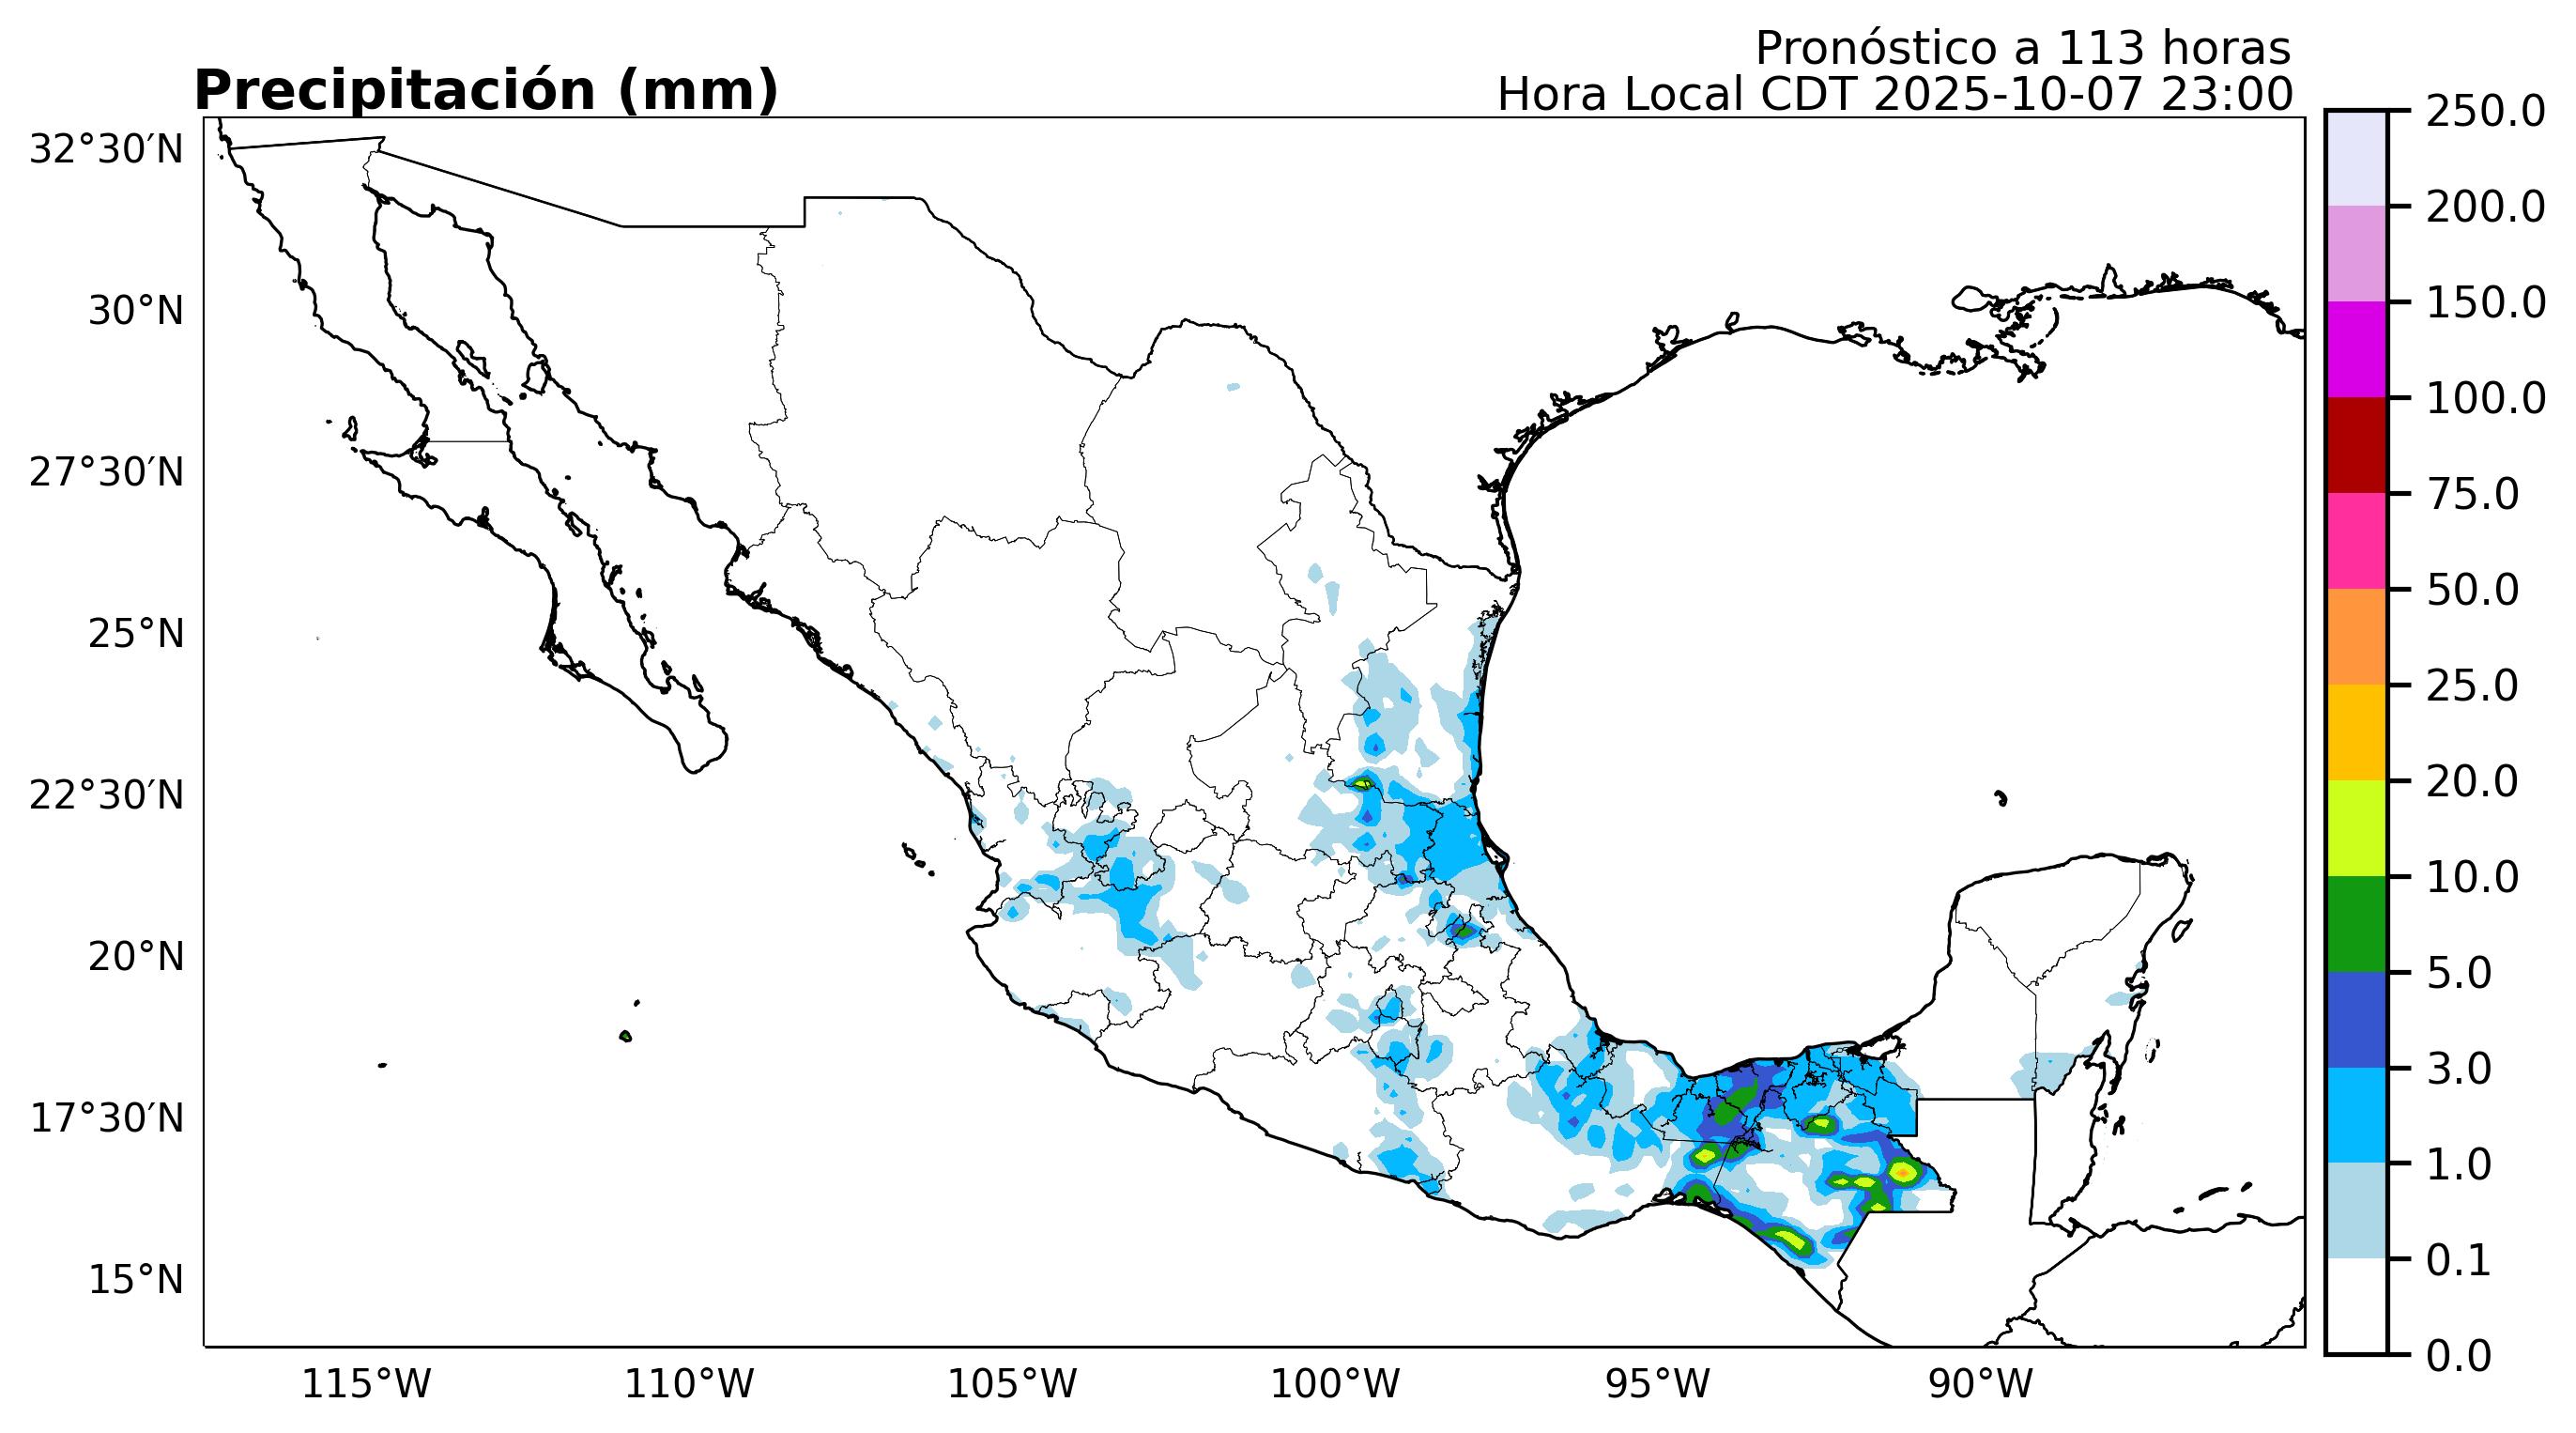 Pronóstico a 113 horas
Precipitación (mm)
Hora Local CDT 2025-10-07 23:00
32°30′N
30°N
27°30′N
25°N
22°30′N
20°N
17°30′N
15°N
115°W
110°W
105°W
100°W
95°W
90°W
250.0
200.0
150.0
100.0
75.0
50.0
25.0
20.0
10.0
5.0
3.0
1.0
0.1
0.0